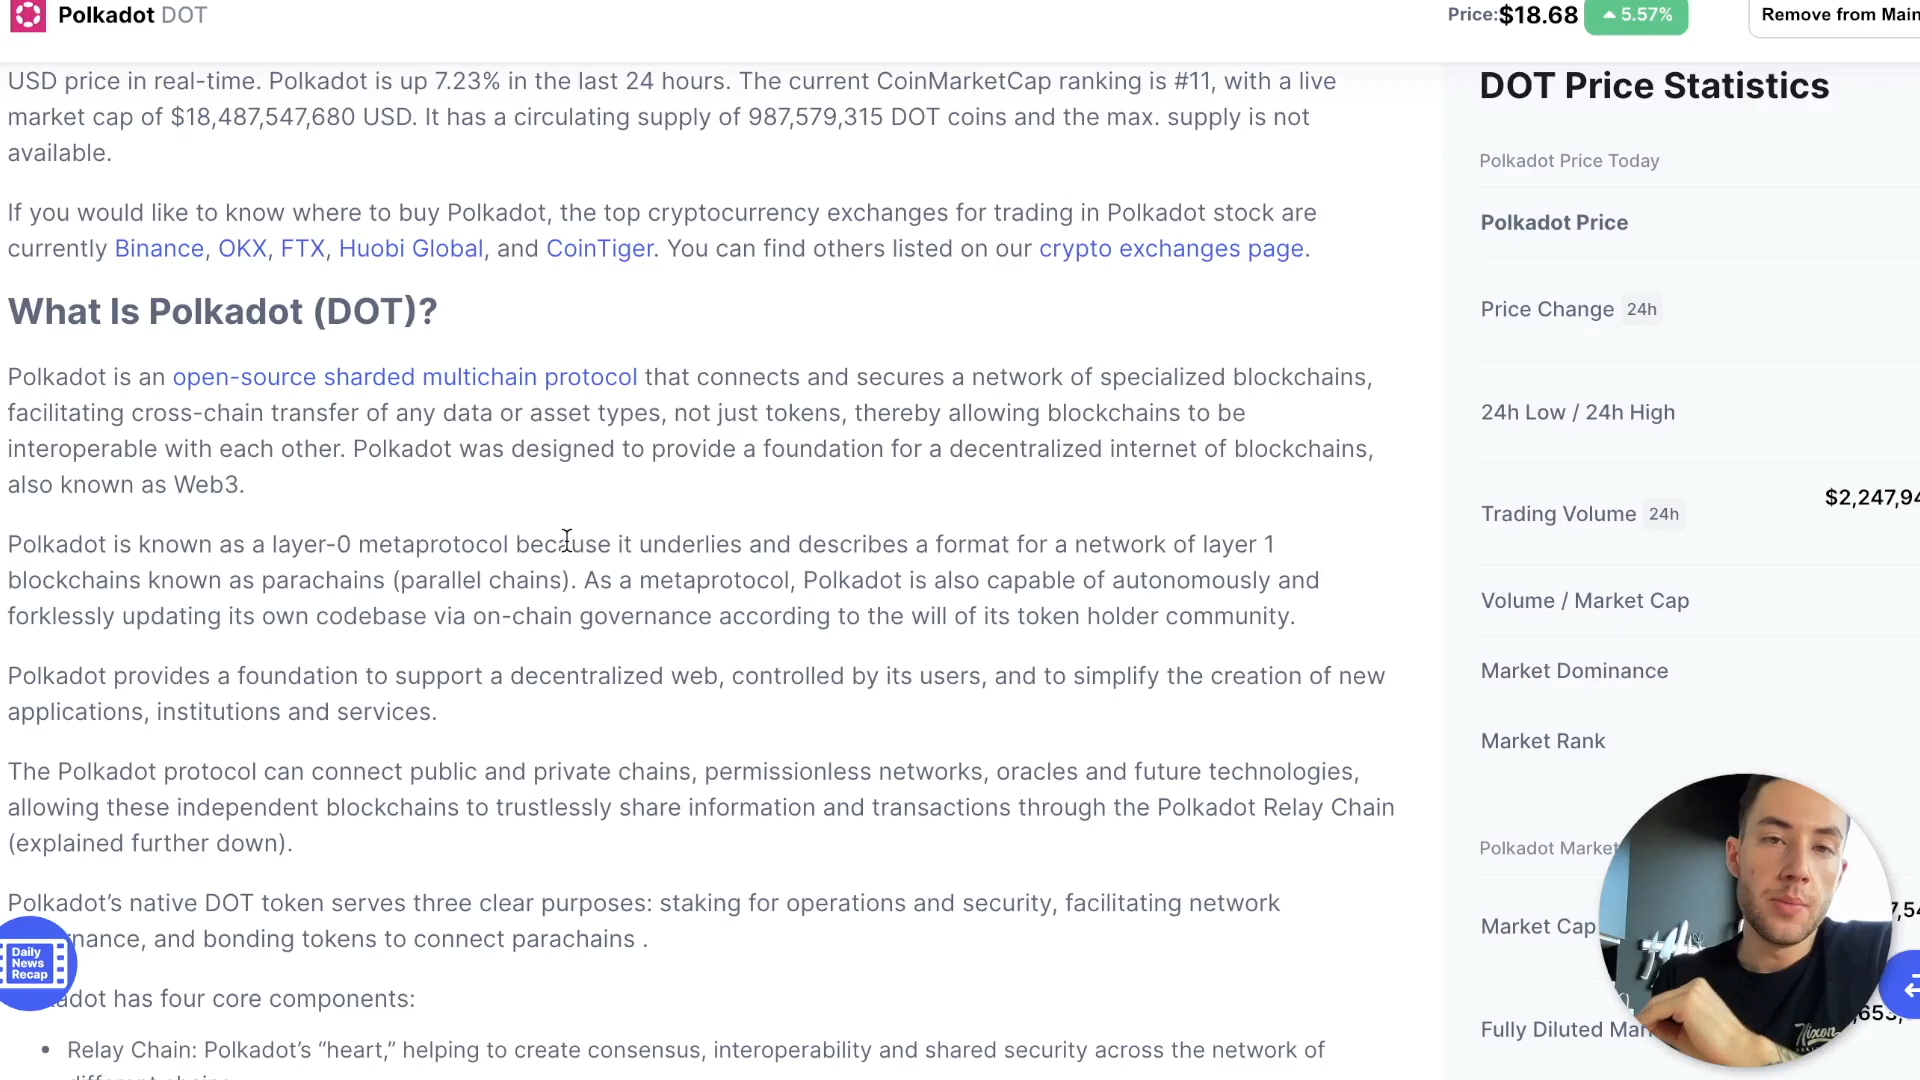 Polkadot DOT
Price:$18.68
5.57%
Remove from Main
USD price in real-time. Polkadot is up 7.23% in the last 24 hours. The current CoinMarketCap ranking is #11, with a live
market cap of $18,487,547,680 USD. It has a circulating supply of 987,579,315 DOT coins and the max. supply is not
available.
If you would like to know where to buy Polkadot, the top cryptocurrency exchanges for trading in Polkadot stock are
currently Binance, OKX, FTX, Huobi Global, and CoinTiger. You can find others listed on our crypto exchanges page.
What Is Polkadot (DOT)?
Polkadot is an open-source sharded multichain protocol that connects and secures a network of specialized blockchains,
facilitating cross-chain transfer of any data or asset types, not just tokens, thereby allowing blockchains to be
interoperable with each other. Polkadot was designed to provide a foundation for a decentralized internet of blockchains,
also known as Web3.
Polkadot is known as a layer-0 metaprotocol because it underlies and describes a format for a network of layer 1
blockchains known as parachains (parallel chains). As a metaprotocol, Polkadot is also capable of autonomously and
forklessly updating its own codebase via on-chain governance according to the will of its token holder community.
Polkadot provides a foundation to support a decentralized web, controlled by its users, and to simplify the creation of new
applications, institutions and services.
The Polkadot protocol can connect public and private chains, permissionless networks, oracles and future technologies,
allowing these independent blockchains to trustlessly share information and transactions through the Polkadot Relay Chain
(explained further down).
Polkadot’s native DOT token serves three clear purposes: staking for operations and security, facilitating network
nance, and bonding tokens to connect parachains .
adot has four core components:
• Relay Chain: Polkadot’s “heart,” helping to create consensus, interoperability and shared security across the network of
Daily
News
Recap
DOT Price Statistics
Polkadot Price Today
Polkadot Price
Price Change 24h
24h Low / 24h High
Trading Volume 24h
$2,247,94
Volume / Market Cap
Market Dominance
Market Rank
Polkadot Market
Market Cap
7,54
Fully Diluted Mar
653,
Nixon